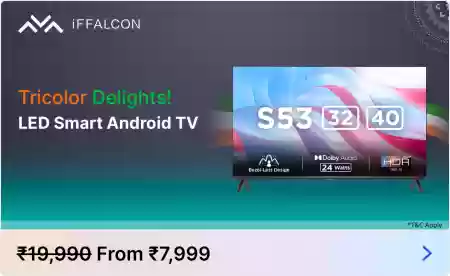 iFFALCON
Tricolor Delights!
LED Smart Android TV
S53 32 40
Bezel-Less Design
Dolby Audio
24 Watts
HDR
*T&C Apply
₹19,990 From ₹7,999